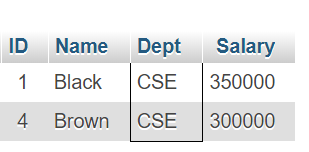 ID Name Dept Salary
1 Black CSE 350000
4 Brown CSE 300000